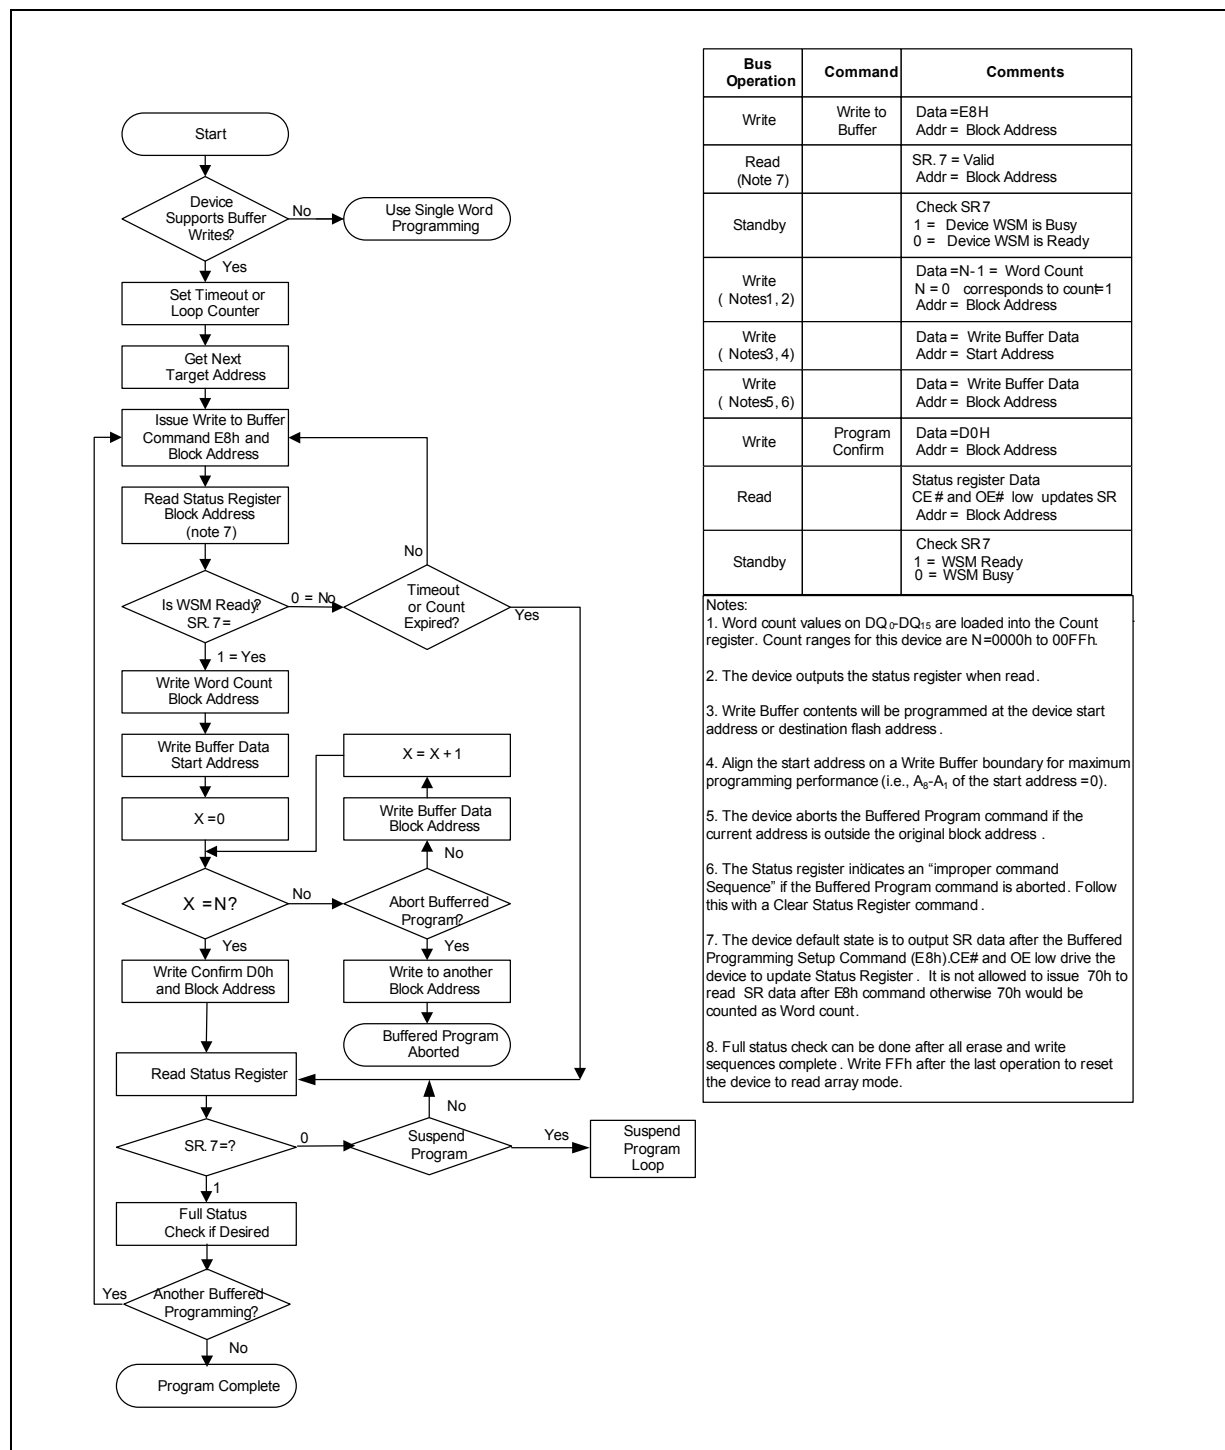 Start
Device
Supports Buffer
Writes?
No
Use Single Word
Programming
Yes
Set Timeout or
Loop Counter
Get Next
Target Address
Issue Write to Buffer
Command E8h and
Block Address
Read Status Register
Block Address
(note 7)
No
Is WSM Ready?
SR. 7 =
0 = No
Timeout
or Count
Expired?
Yes
1 = Yes
Write Word Count
Block Address
Write Buffer Data
Start Address
X = X + 1
X =0
Write Buffer Data
Block Address
No
X =N?
No
Abort Bufferred
Program?
Yes
Yes
Write Confirm D0h
and Block Address
Write to another
Block Address
Buffered Program
Aborted
Read Status Register
No
SR. 7=?
0
Suspend
Program
Yes
Suspend
Program
Loop
1
Full Status
Check if Desired
Yes
Another Buffered
Programming?
No
Program Complete
Bus
Operation
Command
Comments
Write
Write to
Buffer
Data =E8H
Addr = Block Address
Read
(Note 7)
SR. 7 = Valid
Addr = Block Address
Standby
Check SR7
1 = Device WSM is Busy
0 = Device WSM is Ready
Write
( Notes1, 2)
Data =N-1 = Word Count
N = 0 corresponds to count=1
Addr = Block Address
Write
( Notes3, 4)
Data = Write Buffer Data
Addr = Start Address
Write
( Notes5, 6)
Data = Write Buffer Data
Addr = Block Address
Write
Program
Confirm
Data =D0H
Addr = Block Address
Read
Status register Data
CE# and OE# low updates SR
Addr = Block Address
Standby
Check SR7
1 = WSM Ready
0 = WSM Busy
Notes:
1. Word count values on DQ0-DQ15 are loaded into the Count
register. Count ranges for this device are N=0000h to 00FFh.
2. The device outputs the status register when read.
3. Write Buffer contents will be programmed at the device start
address or destination flash address.
4. Align the start address on a Write Buffer boundary for maximum
programming performance (i.e., A8-A1 of the start address =0).
5. The device aborts the Buffered Program command if the
current address is outside the original block address.
6. The Status register indicates an “improper command
Sequence” if the Buffered Program command is aborted. Follow
this with a Clear Status Register command.
7. The device default state is to output SR data after the Buffered
Programming Setup Command (E8h).CE# and OE low drive the
device to update Status Register. It is not allowed to issue 70h to
read SR data after E8h command otherwise 70h would be
counted as Word count.
8. Full status check can be done after all erase and write
sequences complete. Write FFh after the last operation to reset
the device to read array mode.